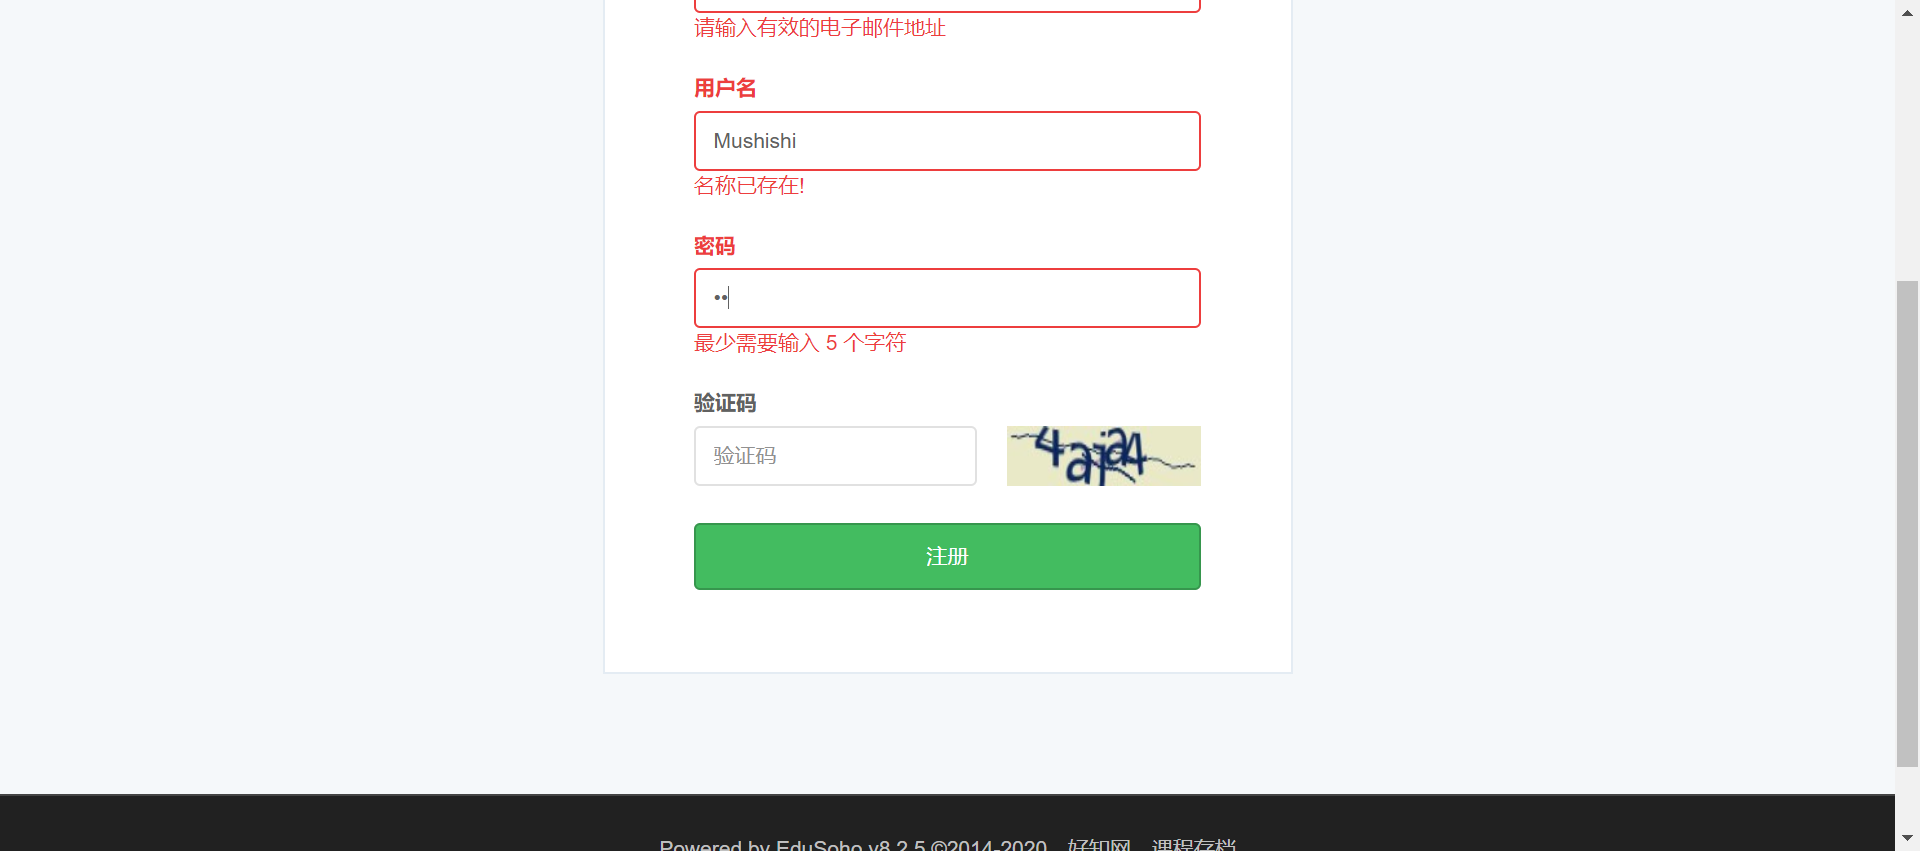 请输入有效的电子邮件地址
用户名
Mushishi
名称已存在!
密码
••
最少需要输入 5 个字符
验证码
验证码
4aja4
注册
Powered by EduSoho v8.2.5 ©2014-2020 好知网 课程存档